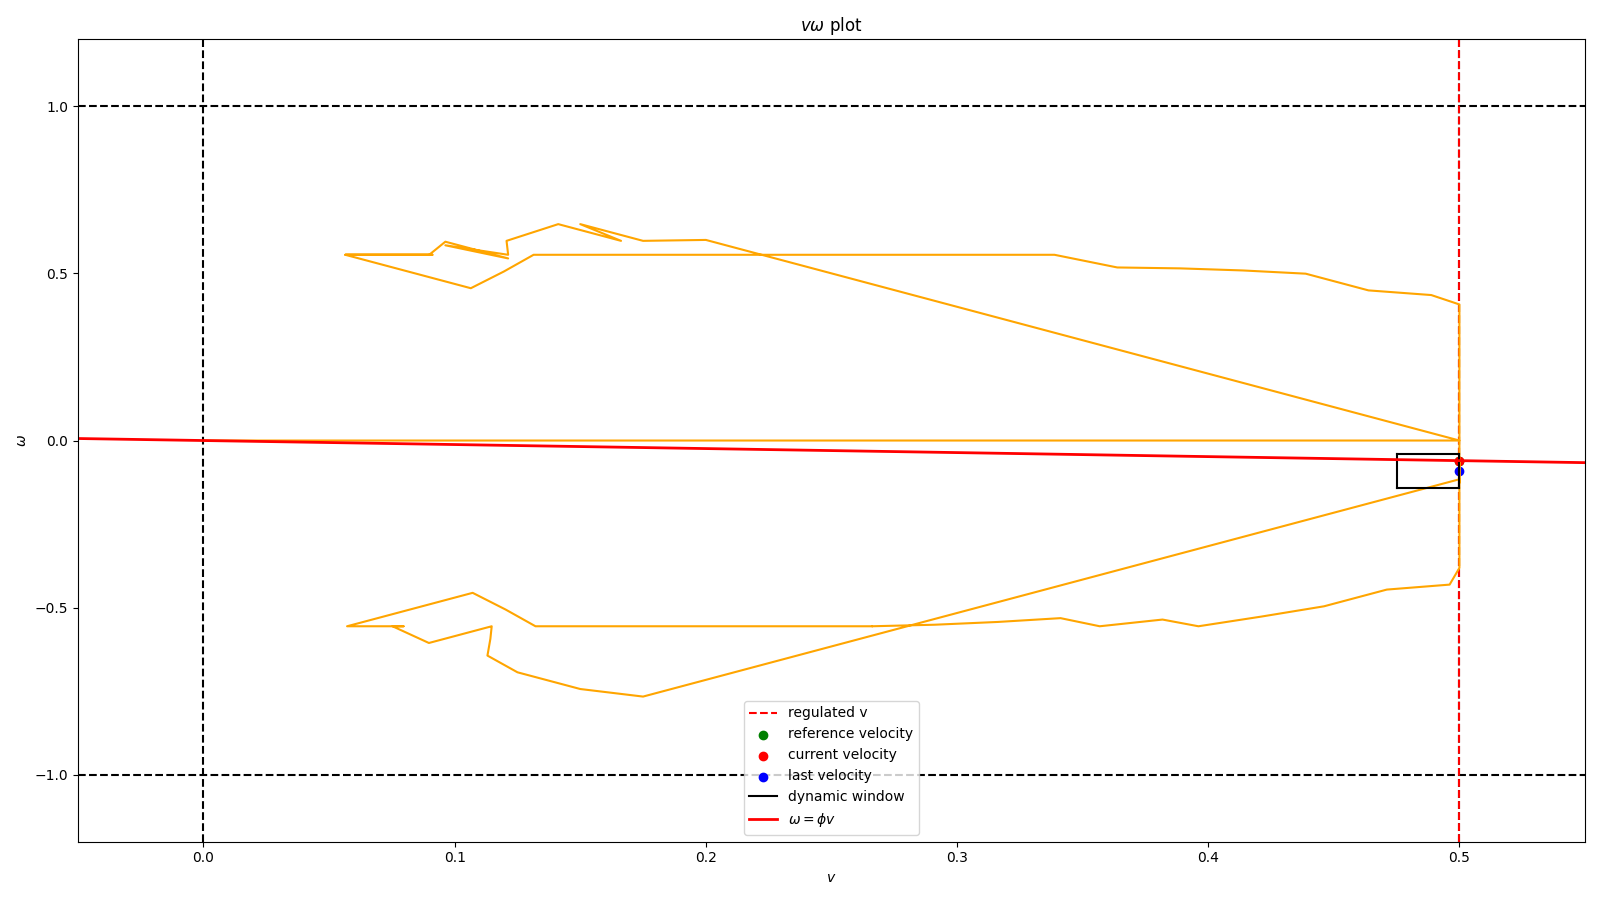 vω plot
1.0
0.5
0.0
−0.5
−1.0
ω
0.0
0.1
0.2
0.3
0.4
0.5
v
regulated v
reference velocity
current velocity
last velocity
dynamic window
ω = ϕv